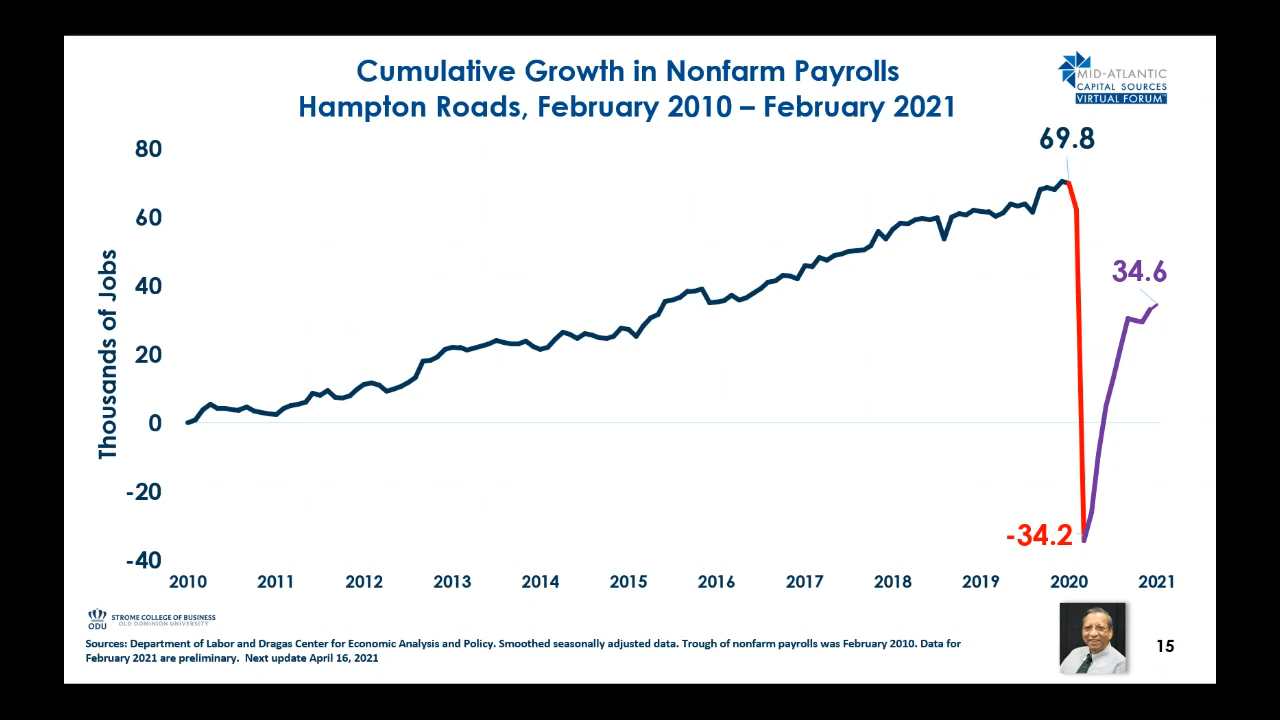 Cumulative Growth in Nonfarm Payrolls
Hampton Roads, February 2010 – February 2021
MID-ATLANTIC
CAPITAL SOURCES
VIRTUAL FORUM
69.8
80
60
40
20
0
-20
-40
Thousands of Jobs
34.6
-34.2
2010 2011 2012 2013 2014 2015 2016 2017 2018 2019 2020 2021
ODU
STROME COLLEGE OF BUSINESS
OLD DOMINION UNIVERSITY
Sources: Department of Labor and Dragas Center for Economic Analysis and Policy. Smoothed seasonally adjusted data. Trough of nonfarm payrolls was February 2010. Data for
February 2021 are preliminary. Next update April 16, 2021
15